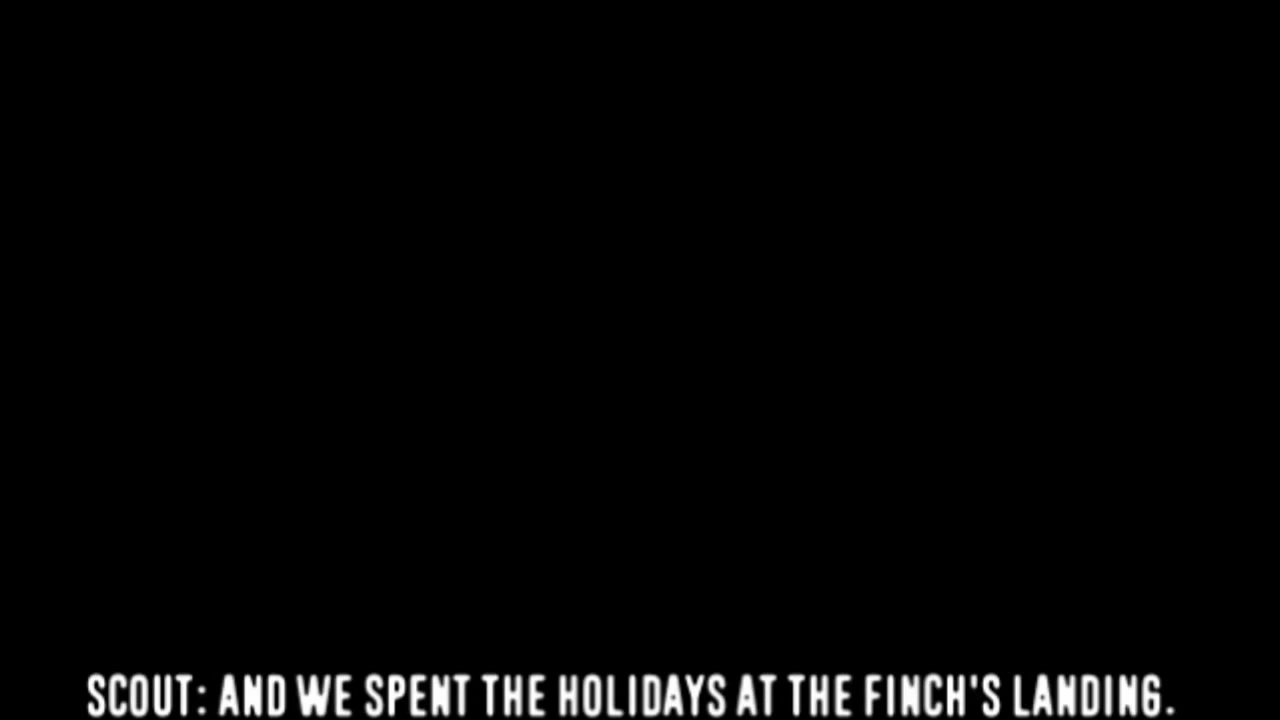 SCOUT: AND WE SPENT THE HOLIDAYS AT THE FINCH'S LANDING.